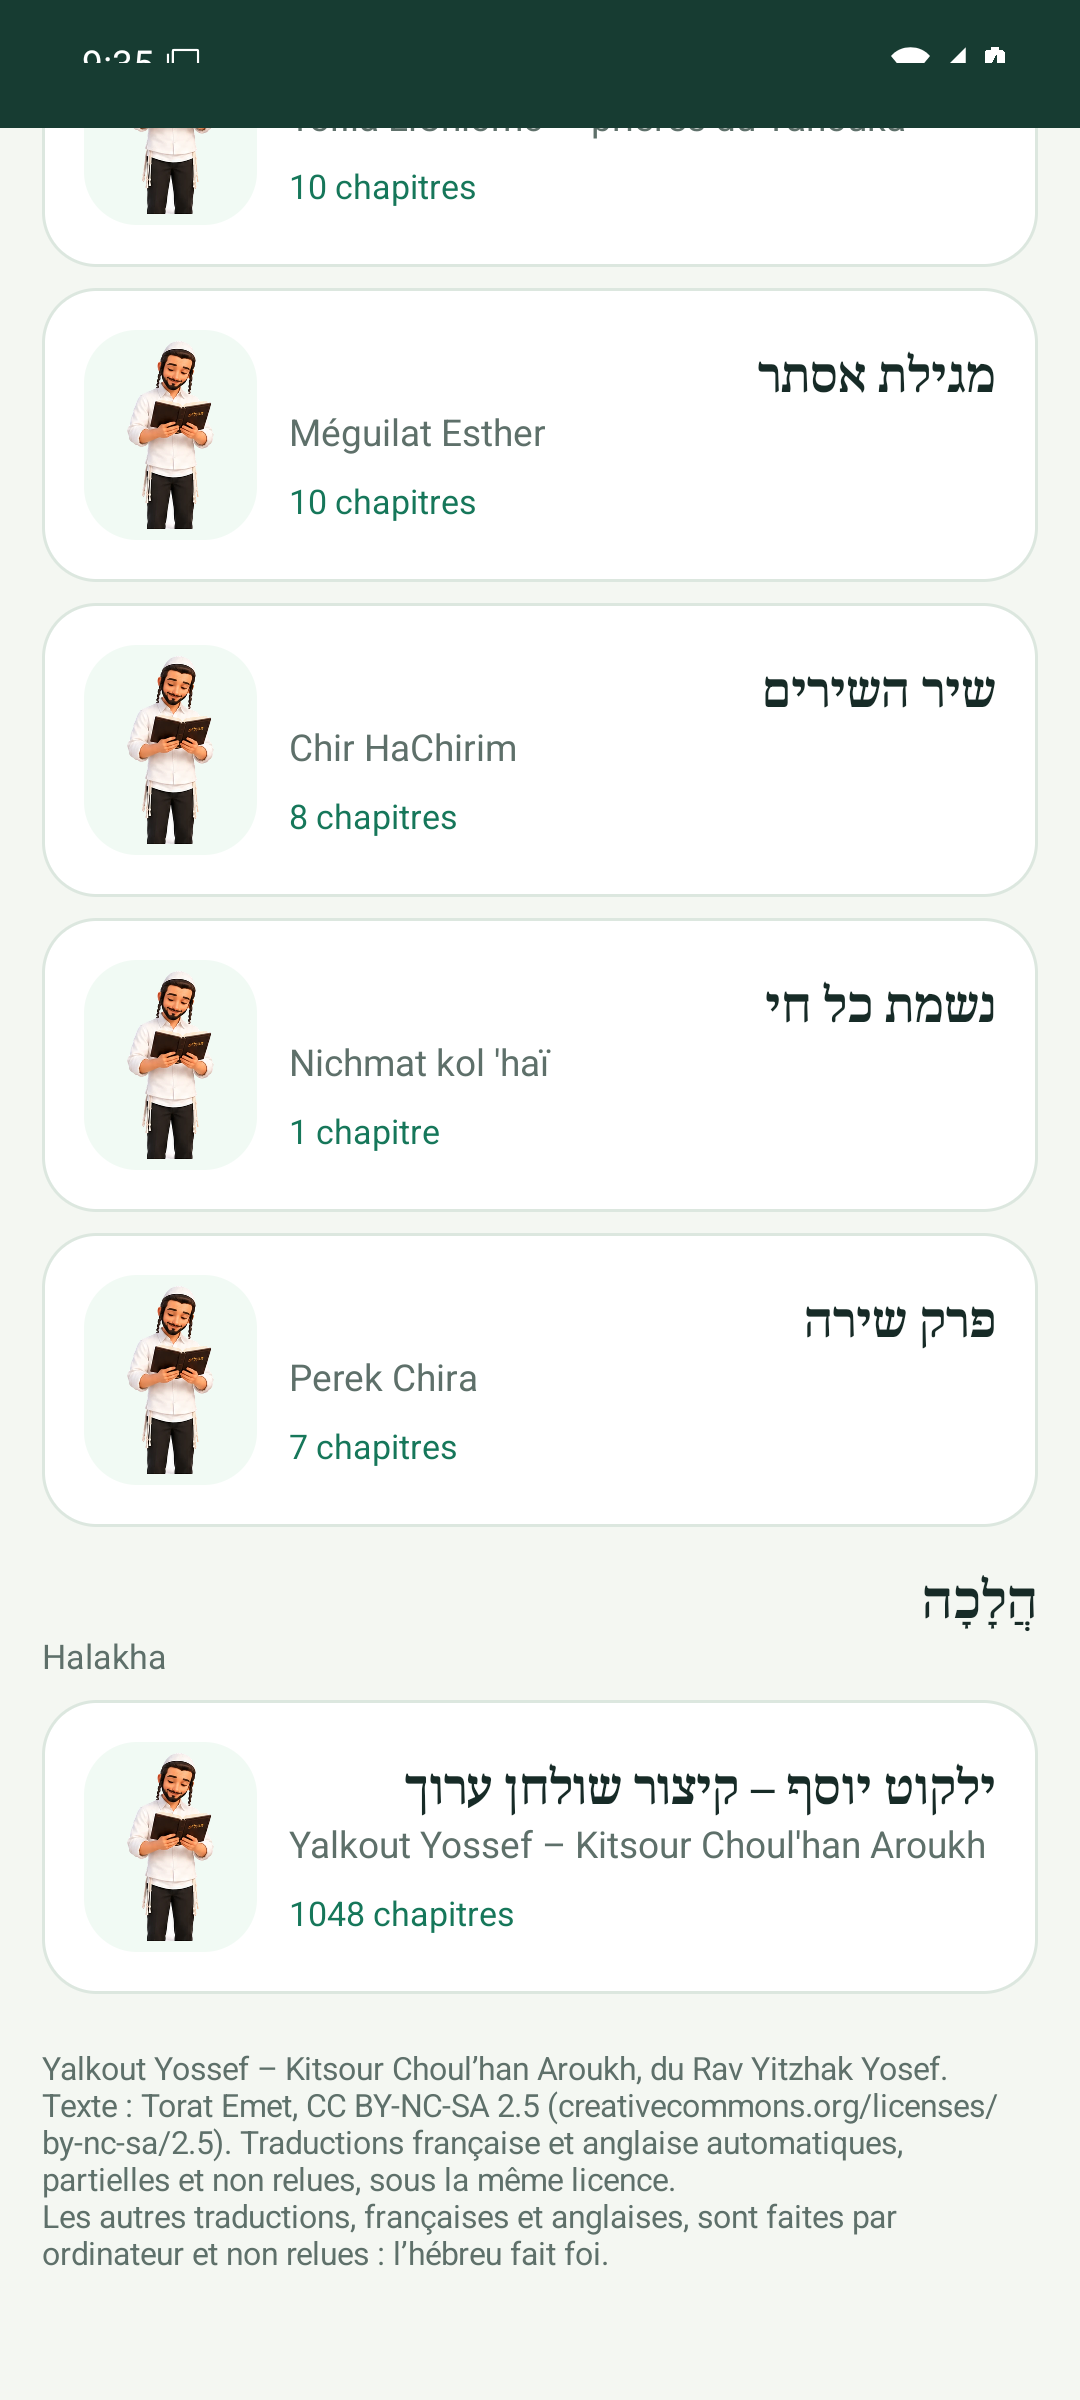 10 chapitres
מגילת אסתר
Méguilat Esther
10 chapitres
שיר השירים
Chir HaChirim
8 chapitres
נשמת כל חי
Nichmat kol 'haï
1 chapitre
פרק שירה
Perek Chira
7 chapitres
הֲלָכָה
Halakha
ילקוט יוסף – קיצור שולחן ערוך
Yalkout Yossef – Kitsour Choul'han Aroukh
1048 chapitres
Yalkout Yossef – Kitsour Choul’han Aroukh, du Rav Yitzhak Yosef.
Texte : Torat Emet, CC BY-NC-SA 2.5 (creativecommons.org/licenses/
by-nc-sa/2.5). Traductions française et anglaise automatiques,
partielles et non relues, sous la même licence.
Les autres traductions, françaises et anglaises, sont faites par
ordinateur et non relues : l’hébreu fait foi.